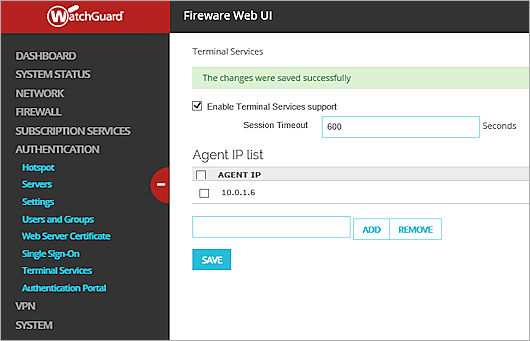 WatchGuard
Fireware Web UI
DASHBOARD
SYSTEM STATUS
NETWORK
FIREWALL
SUBSCRIPTION SERVICES
AUTHENTICATION
Hotspot
Servers
Settings
Users and Groups
Web Server Certificate
Single Sign-On
Terminal Services
Authentication Portal
VPN
SYSTEM
Terminal Services
The changes were saved successfully
Enable Terminal Services support
Session Timeout 600 Seconds
Agent IP list
AGENT IP
10.0.1.6
ADD REMOVE
SAVE